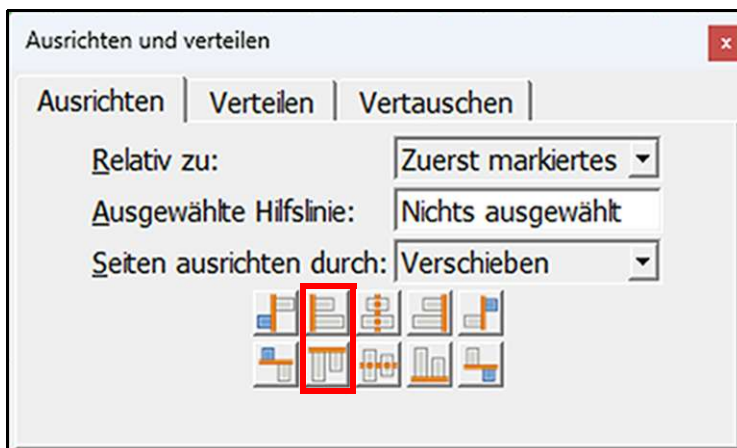 Ausrichten und verteilen
x
Ausrichten Verteilen Vertauschen
Relativ zu: Zuerst markiertes
Ausgewählte Hilfslinie: Nichts ausgewählt
Seiten ausrichten durch: Verschieben